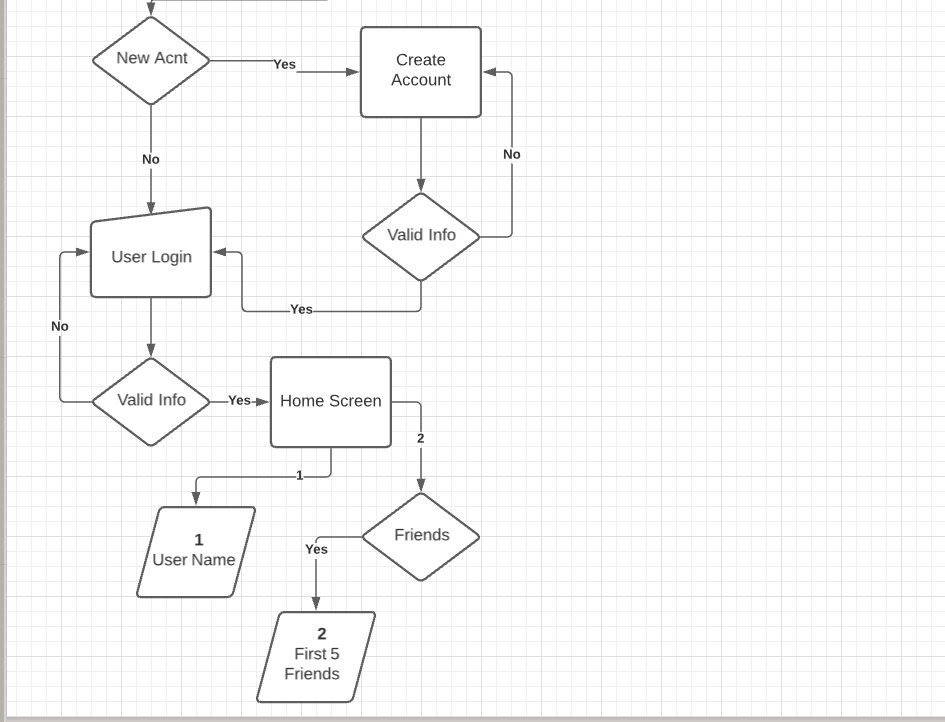 New Acnt
Yes
Create
Account
No
No
Valid Info
User Login
Yes
No
Valid Info
Yes
Home Screen
2
1
1
User Name
Friends
Yes
2
First 5
Friends